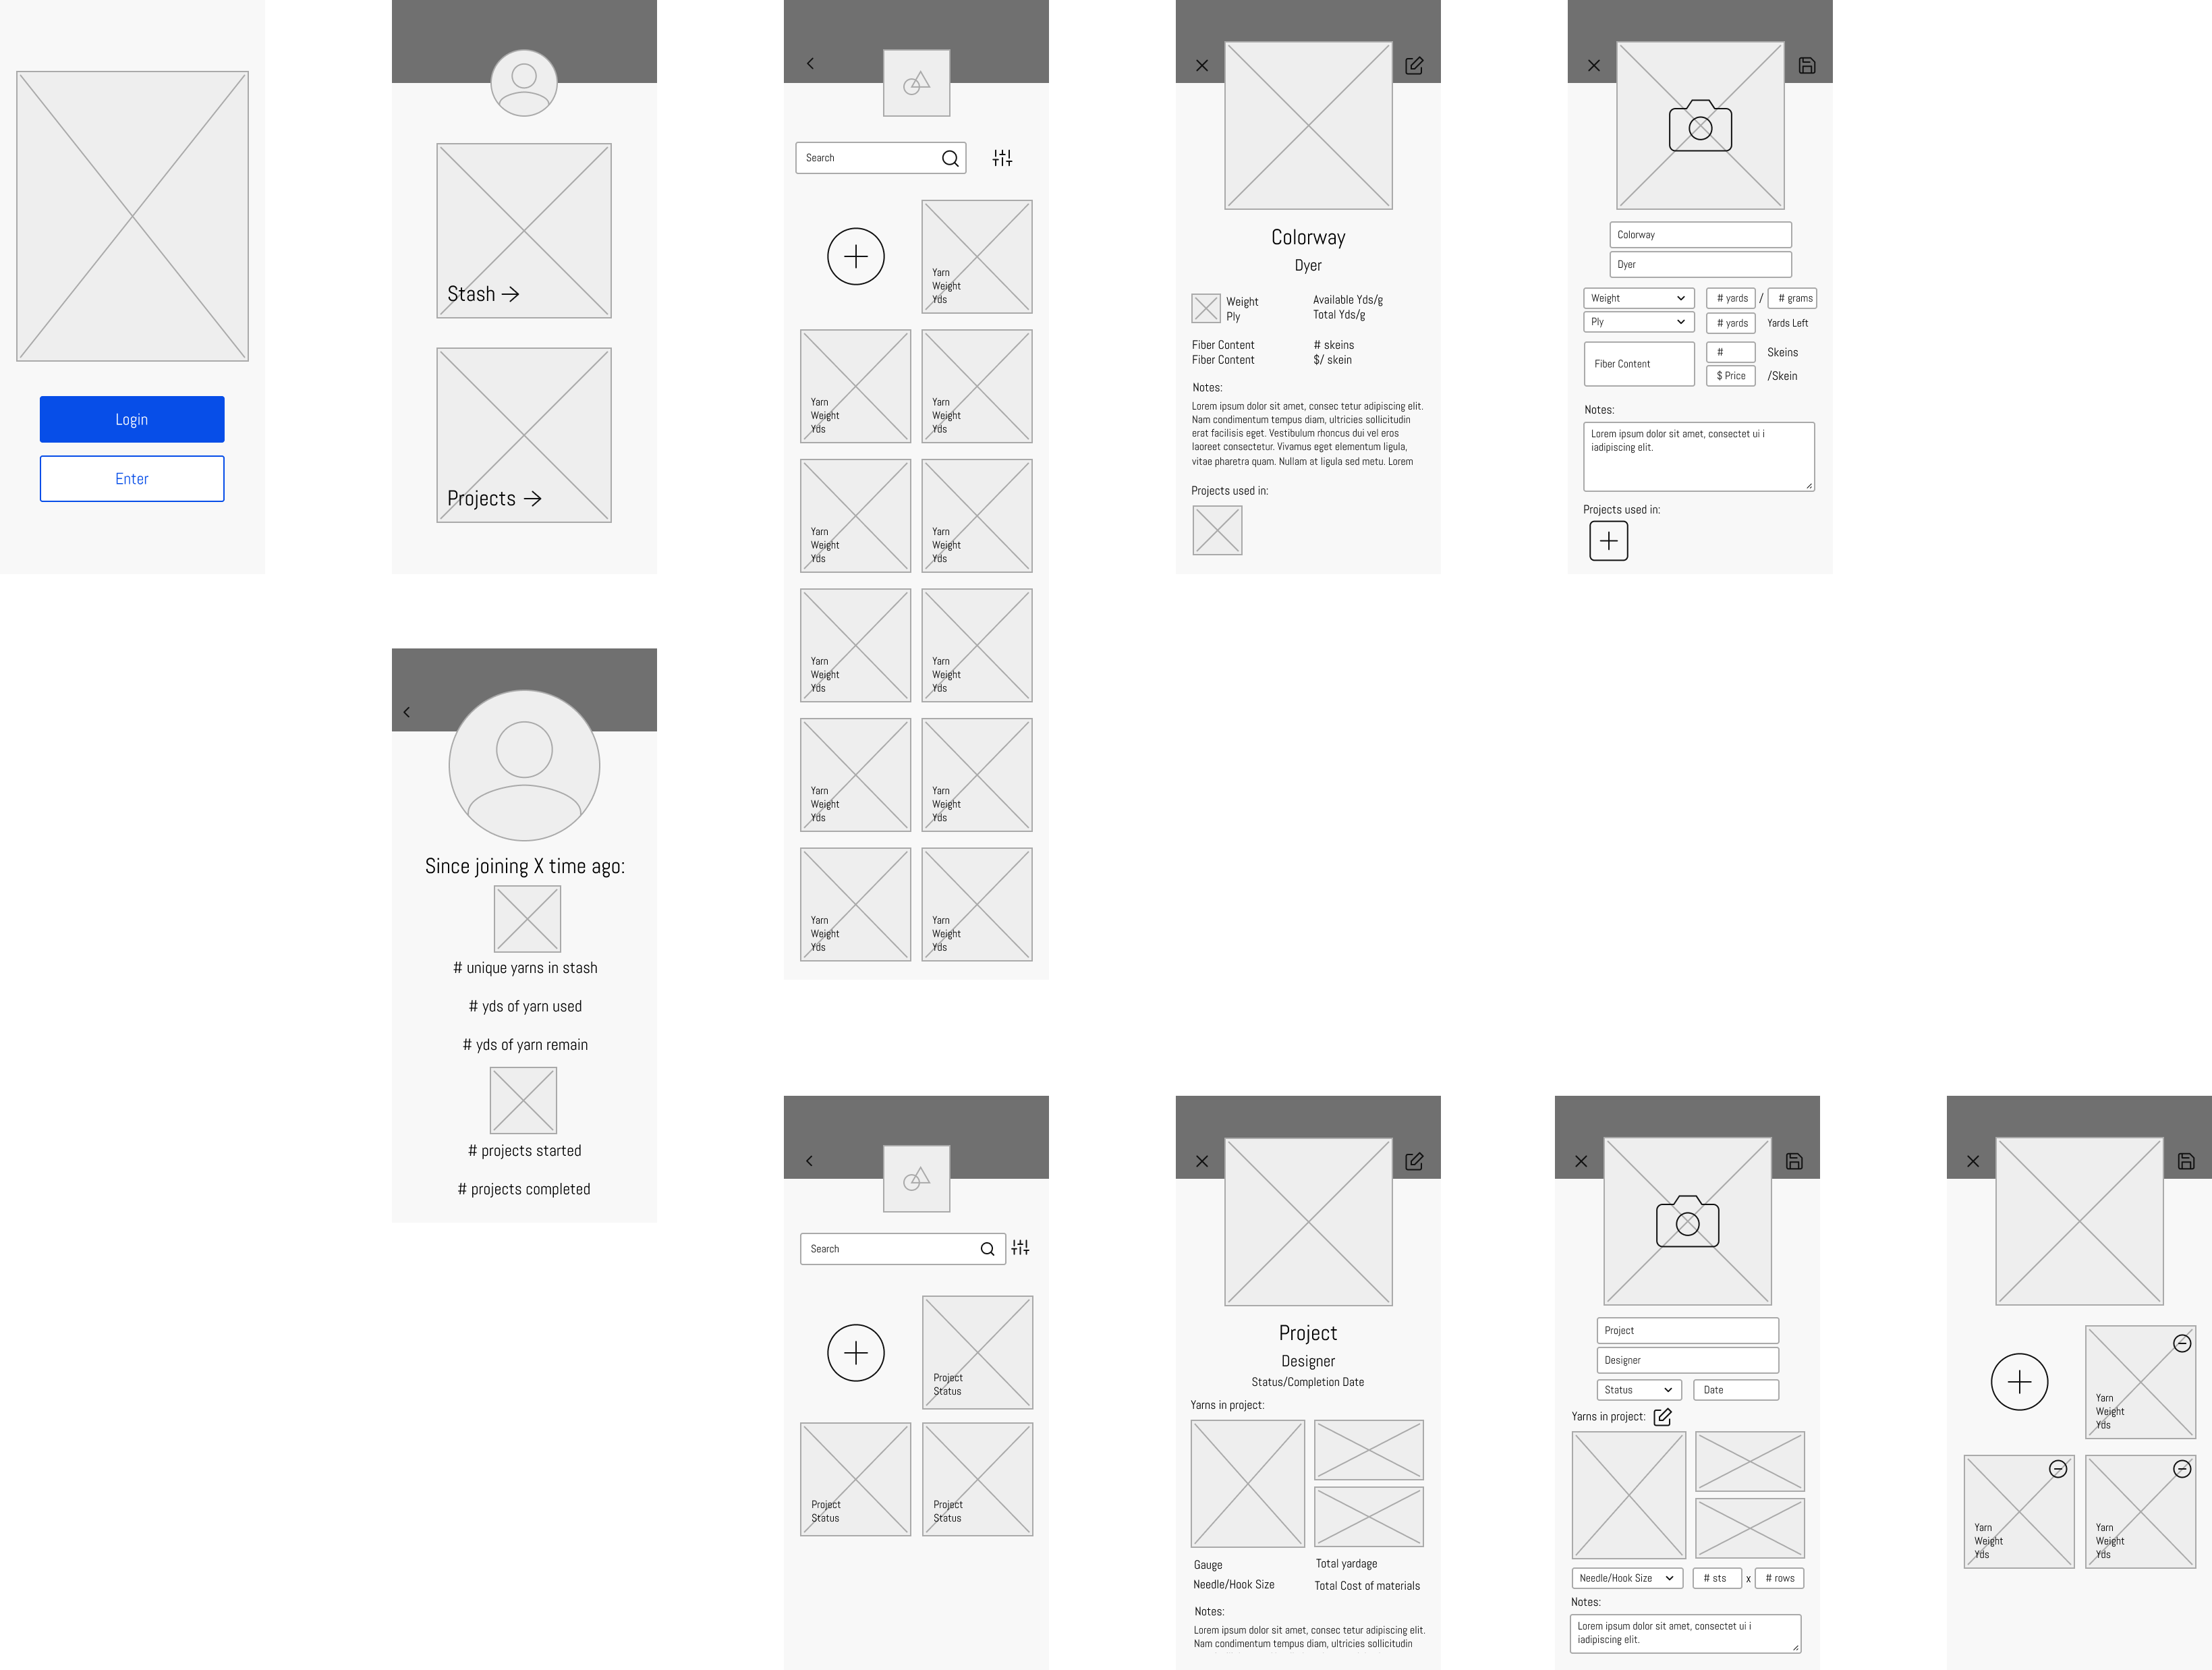 Login
Enter
Stash
Projects
Search
Yarn
Weight
Yds
Yarn
Weight
Yds
Yarn
Weight
Yds
Yarn
Weight
Yds
Yarn
Weight
Yds
Yarn
Weight
Yds
Yarn
Weight
Yds
Yarn
Weight
Yds
Yarn
Weight
Yds
Yarn
Weight
Yds
Yarn
Weight
Yds
Colorway
Dyer
Weight
Ply
Available Yds/g
Total Yds/g
Fiber Content
Fiber Content
# skeins
$/ skein
Notes:
Lorem ipsum dolor sit amet, consec tetur adipiscing elit.
Nam condimentum tempus diam, ultricies sollicitudin
erat facilisis eget. Vestibulum rhoncus dui vel eros
laoreet consectetur. Vivamus eget elementum ligula,
vitae pharetra quam. Nullam at ligula sed metu. Lorem
Projects used in:
Colorway
Dyer
Weight
# yards / # grams
Ply
# yards Yards Left
Fiber Content
# Skeins
$ Price /Skein
Notes:
Lorem ipsum dolor sit amet, consectet ui i
iadipiscing elit.
Projects used in:
Since joining X time ago:
# unique yarns in stash
# yds of yarn used
# yds of yarn remain
# projects started
# projects completed
Search
Project
Status
Project
Status
Project
Status
Project
Designer
Status/Completion Date
Yarns in project:
Gauge
Needle/Hook Size
Total yardage
Total Cost of materials
Notes:
Lorem ipsum dolor sit amet, consec tetur adipiscing elit.
Nam condimentum tempus diam, ultricies sollicitudin
Project
Designer
Status
Date
Yarns in project:
Needle/Hook Size
# sts x # rows
Notes:
Lorem ipsum dolor sit amet, consectet ui i
iadipiscing elit.
Yarn
Weight
Yds
Yarn
Weight
Yds
Yarn
Weight
Yds